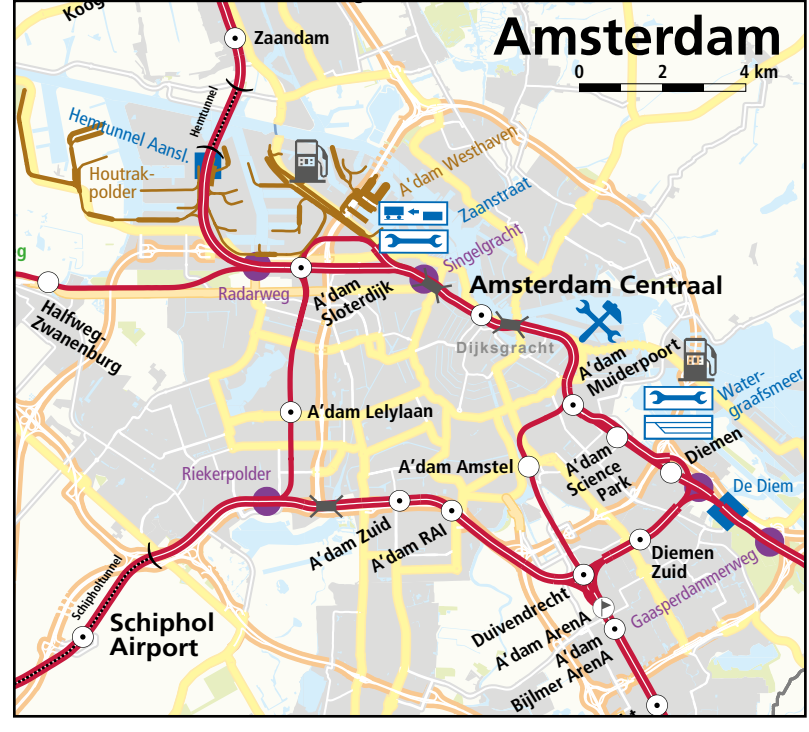 Koog
Zaandam
Amsterdam
0 2 4 km
Hemtunnel
Hemtunnel Aansl.
Houtrak-
polder
A'dam Westhaven
Zaanstraat
Singelgracht
g
Radarweg
A'dam
Sloterdijk
Amsterdam Centraal
Halfweg-
Zwanenburg
Dijksgracht
A'dam
Muiderpoort
Water-
graafsmeer
A'dam Lelylaan
Diemen
A'dam Amstel
A'dam
Science
Park
Riekerpolder
De Diem
A'dam Zuid
A'dam RAI
Diemen
Zuid
Schipholtunnel
Gaasperdammerweg
Schiphol
Airport
Duivendrecht
A'dam ArenA
A'dam
Bijlmer ArenA